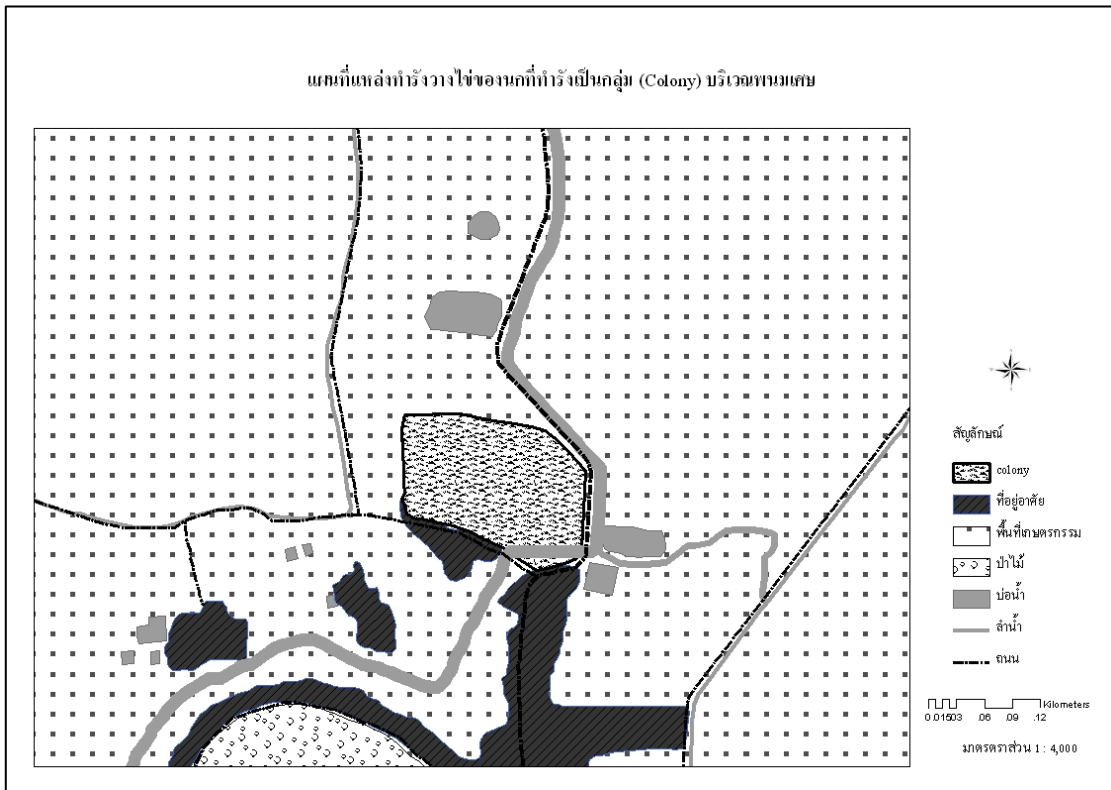 แผนที่แหล่งทำรังวางไข่ของนกที่ทำรังเป็นกลุ่ม (Colony) บริเวณพนมเศษ
สัญลักษณ์
colony
ที่อยู่อาศัย
พื้นที่เกษตรกรรม
ป่าไม้
บ่อน้ำ
ลำน้ำ
ถนน
Kilometers
0 0.01503 .06 .09 .12
มาตรตราส่วน 1 : 4,000